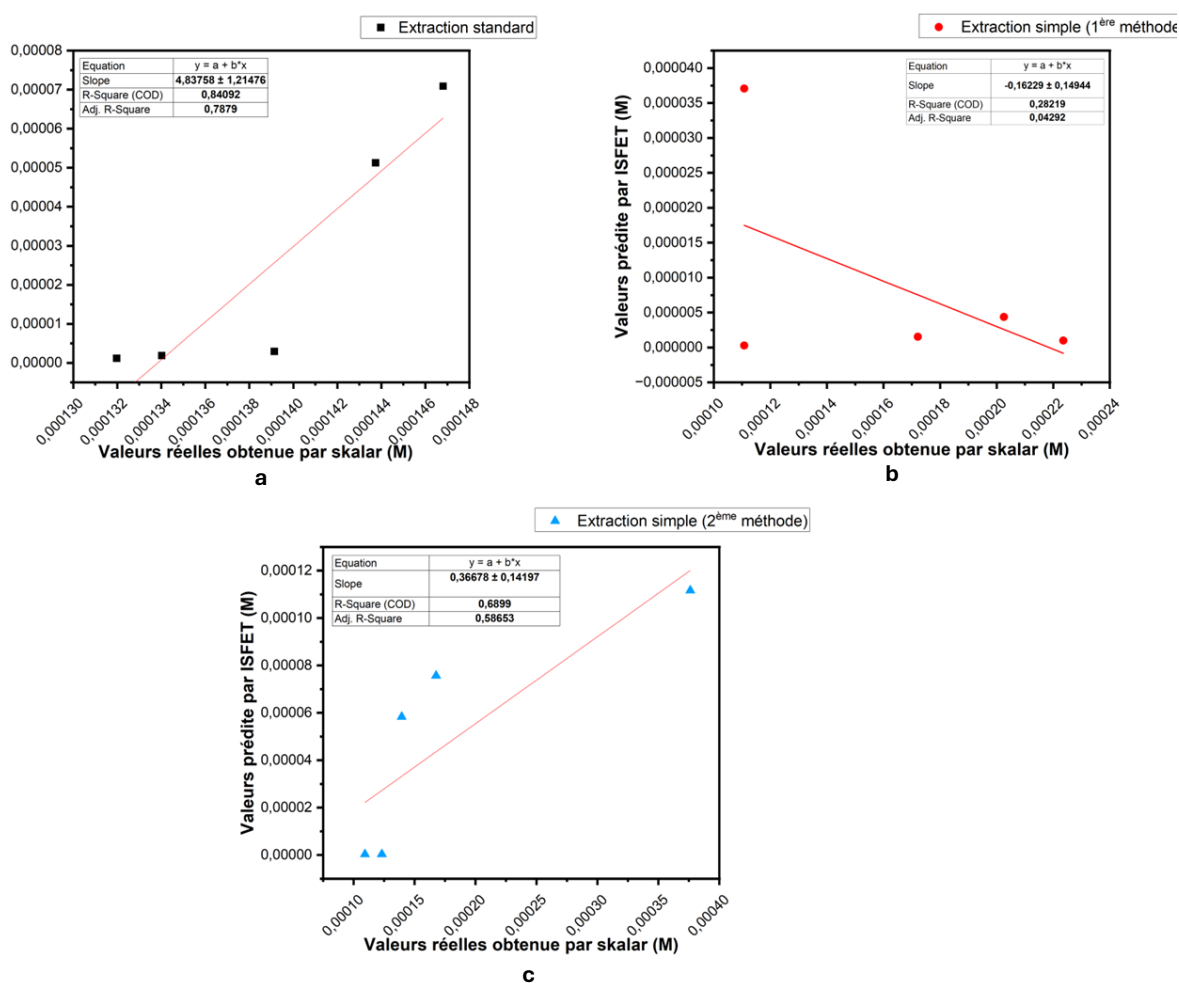 Extraction standard
0,00008
0,00007
0,00006
0,00005
0,00004
0,00003
0,00002
0,00001
0,00000
Equation y = a + b*x
Slope 4,83758 ± 1,21476
R-Square (COD) 0,84092
Adj. R-Square 0,7879
0,000130 0,000132 0,000134 0,000136 0,000138 0,000140 0,000142 0,000144 0,000146 0,000148
Valeurs réelles obtenue par skalar (M)
a
Extraction simple (1ère méthode
Valeurs prédite par ISFET (M)
0,000040
0,000035
0,000030
0,000025
0,000020
0,000015
0,000010
0,000005
0,000000
−0,000005
Equation y = a + b*x
Slope -0,16229 ± 0,14944
R-Square (COD) 0,28219
Adj. R-Square 0,04292
0,00010 0,00012 0,00014 0,00016 0,00018 0,00020 0,00022 0,00024
Valeurs réelles obtenue par skalar (M)
b
Extraction simple (2ème méthode)
Valeurs prédite par ISFET (M)
0,00012
0,00010
0,00008
0,00006
0,00004
0,00002
0,00000
Equation y = a + b*x
Slope 0,36678 ± 0,14197
R-Square (COD) 0,6899
Adj. R-Square 0,58653
0,00010 0,00015 0,00020 0,00025 0,00030 0,00035 0,00040
Valeurs réelles obtenue par skalar (M)
c